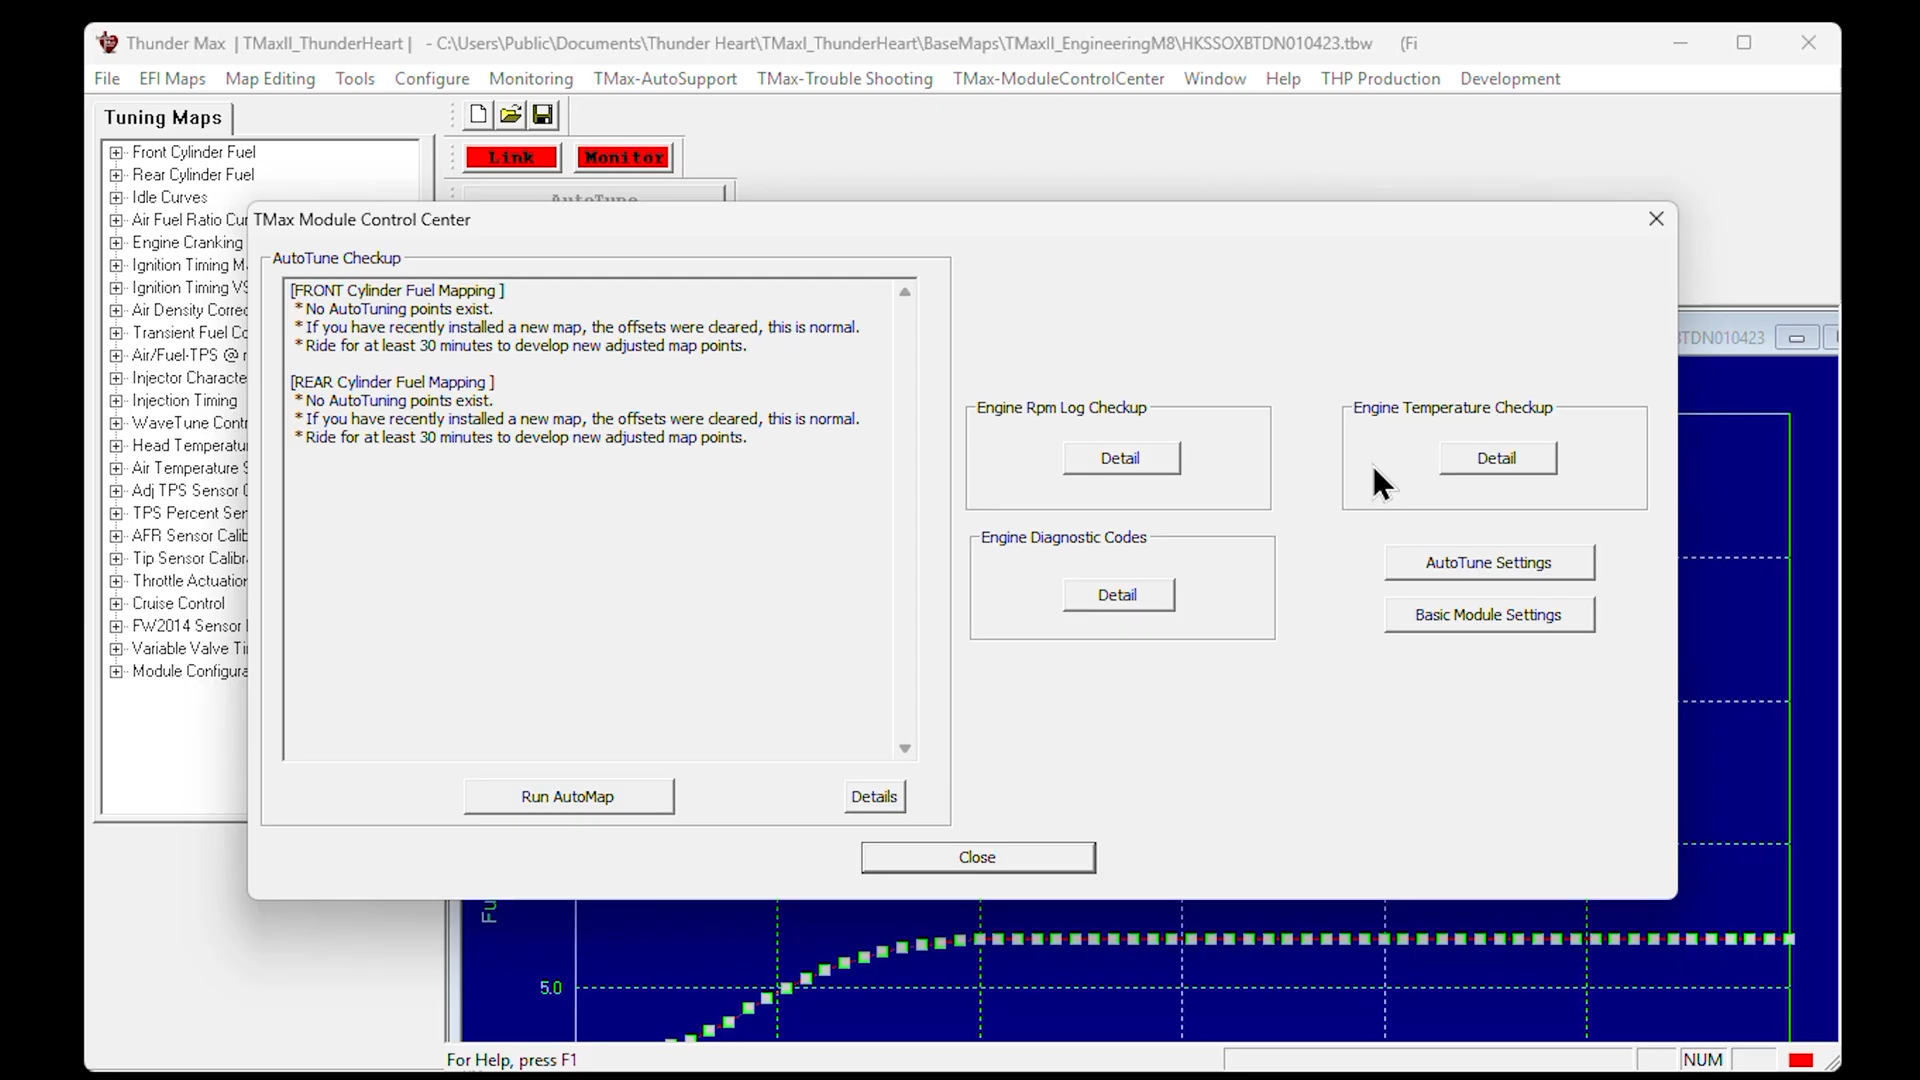 Thunder Max | TMaxII_ThunderHeart | - C:\Users\Public\Documents\Thunder Heart\TMaxI_ThunderHeart\BaseMaps\TMaxII_EngineeringM8\HKSSOXBTDN010423.tbw (Fi
File EFI Maps Map Editing Tools Configure Monitoring TMax-AutoSupport TMax-Trouble Shooting TMax-ModuleControlCenter Window Help THP Production Development
Tuning Maps
Link Monitor
AutoTune
Front Cylinder Fuel
Rear Cylinder Fuel
Idle Curves
Air Fuel Ratio Cur
Engine Cranking
Ignition Timing M
Ignition Timing VS
Air Density Correc
Transient Fuel Co
Air/Fuel-TPS @ r
Injector Characte
Injection Timing
WaveTune Contr
Head Temperatu
Air Temperature S
Adj TPS Sensor C
TPS Percent Sen
AFR Sensor Calib
Tip Sensor Calibr
Throttle Actuation
Cruise Control
FW2014 Sensor
Variable Valve Ti
Module Configura
TMax Module Control Center
AutoTune Checkup
[FRONT Cylinder Fuel Mapping ]
* No AutoTuning points exist.
* If you have recently installed a new map, the offsets were cleared, this is normal.
* Ride for at least 30 minutes to develop new adjusted map points.
[REAR Cylinder Fuel Mapping ]
* No AutoTuning points exist.
* If you have recently installed a new map, the offsets were cleared, this is normal.
* Ride for at least 30 minutes to develop new adjusted map points.
Run AutoMap
Details
Engine Rpm Log Checkup
Detail
Engine Temperature Checkup
Detail
Engine Diagnostic Codes
Detail
AutoTune Settings
Basic Module Settings
Close
BTDN010423
Fu
5.0
For Help, press F1
NUM